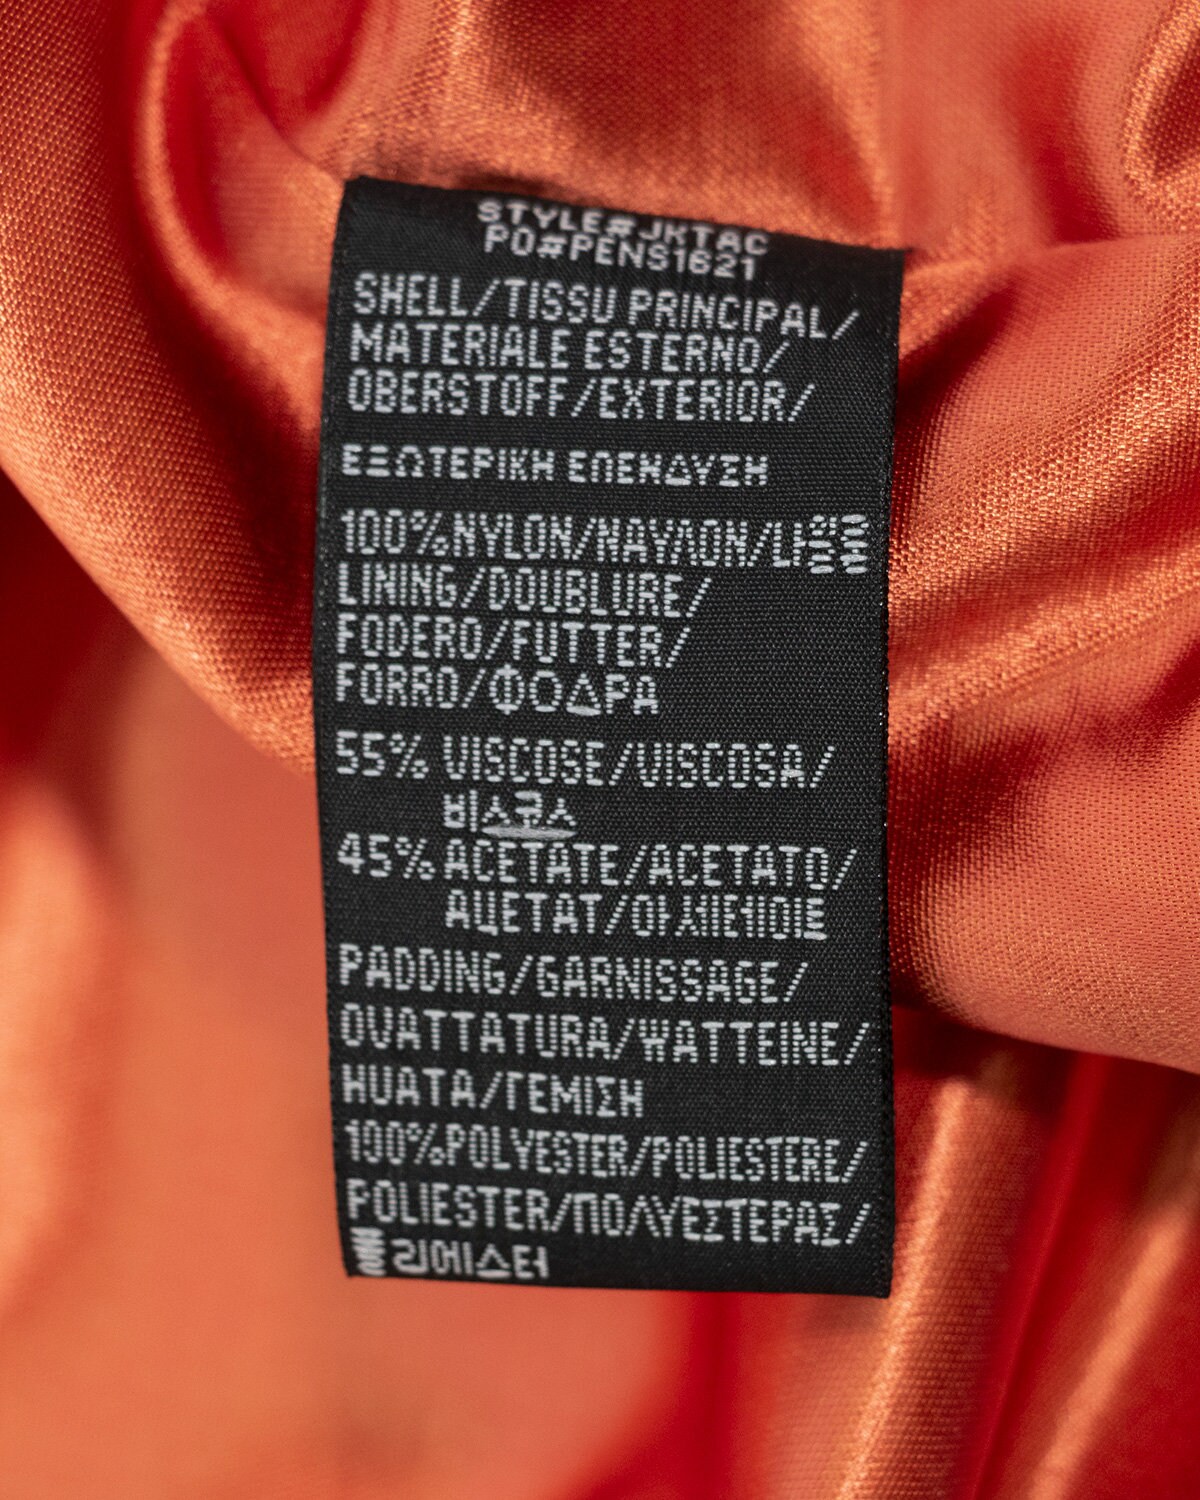 STYLE#JKTAC
PO#PENS1621
SHELL/TISSU PRINCIPAL/
MATERIALE ESTERNO/
OBERSTOFF/EXTERIOR/
ΕΞΩΤΕΡΙΚΗ ΕΠΕΝΔΥΣΗ
100%NYLON/ΝΑΥΛΟΝ/나일론
LINING/DOUBLURE/
FODERO/FUTTER/
FORRO/ΦΟΔΡΑ
55% VISCOSE/VISCOSA/
비스코스
45% ACETATE/ACETATO/
ΑЦΕΤΑΤ/아세테이트
PADDING/GARNISSAGE/
OVATTATURA/WATTEINE/
HUATA/ΓΕΜΙΣΗ
100%POLYESTER/POLIESTERE/
POLIESTER/ΠΟΛΥΕΣΤΕΡΑΣ/
폴리에스터